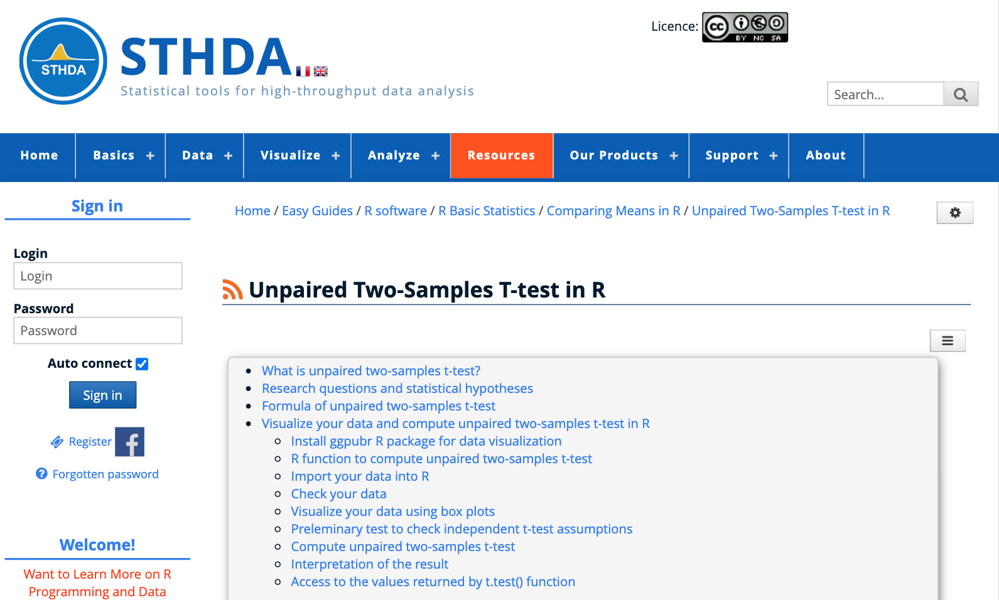 STHDA
STHDA
Statistical tools for high-throughput data analysis
Licence:
cc
BY NC SA
Search...
Home Basics + Data + Visualize + Analyze + Resources Our Products + Support + About
Sign in
Login
Login
Password
Password
Auto connect
Sign in
Register
Forgotten password
Welcome!
Want to Learn More on R
Programming and Data
Home / Easy Guides / R software / R Basic Statistics / Comparing Means in R / Unpaired Two-Samples T-test in R
Unpaired Two-Samples T-test in R
What is unpaired two-samples t-test?
Research questions and statistical hypotheses
Formula of unpaired two-samples t-test
Visualize your data and compute unpaired two-samples t-test in R
Install ggpubr R package for data visualization
R function to compute unpaired two-samples t-test
Import your data into R
Check your data
Visualize your data using box plots
Preleminary test to check independent t-test assumptions
Compute unpaired two-samples t-test
Interpretation of the result
Access to the values returned by t.test() function